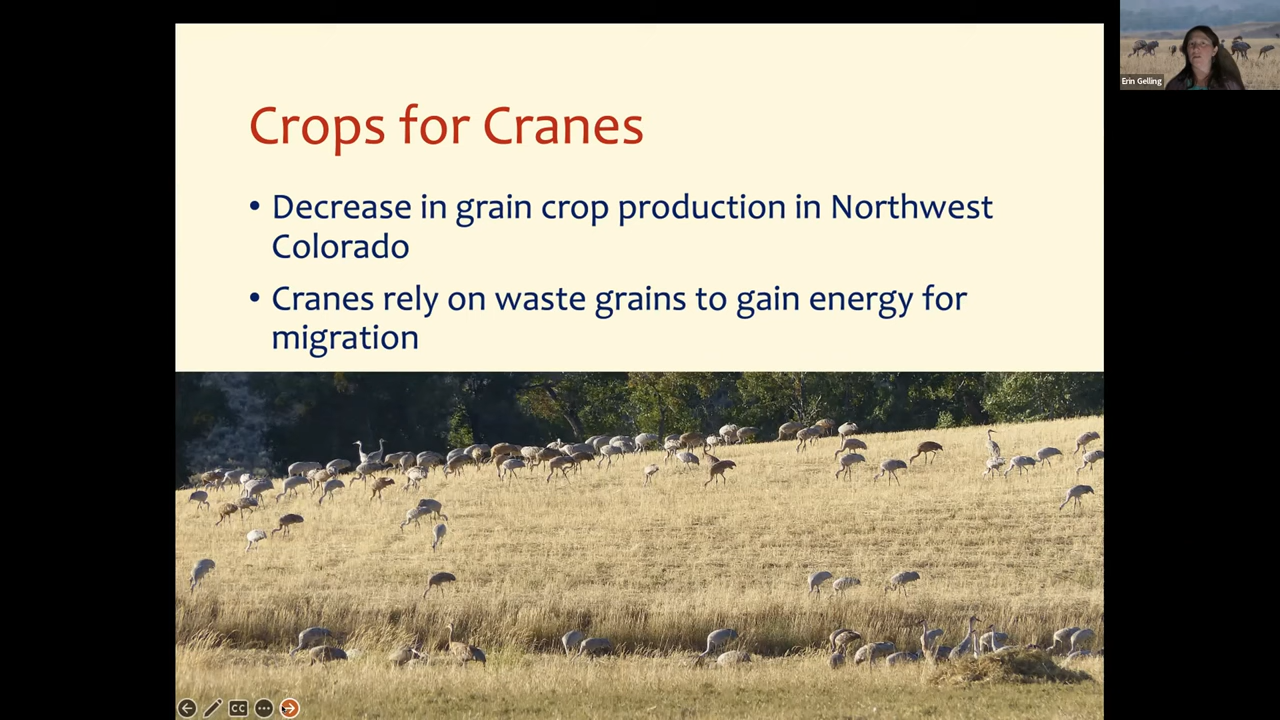 Erin Gelling
Crops for Cranes
• Decrease in grain crop production in Northwest
Colorado
• Cranes rely on waste grains to gain energy for
migration
CC